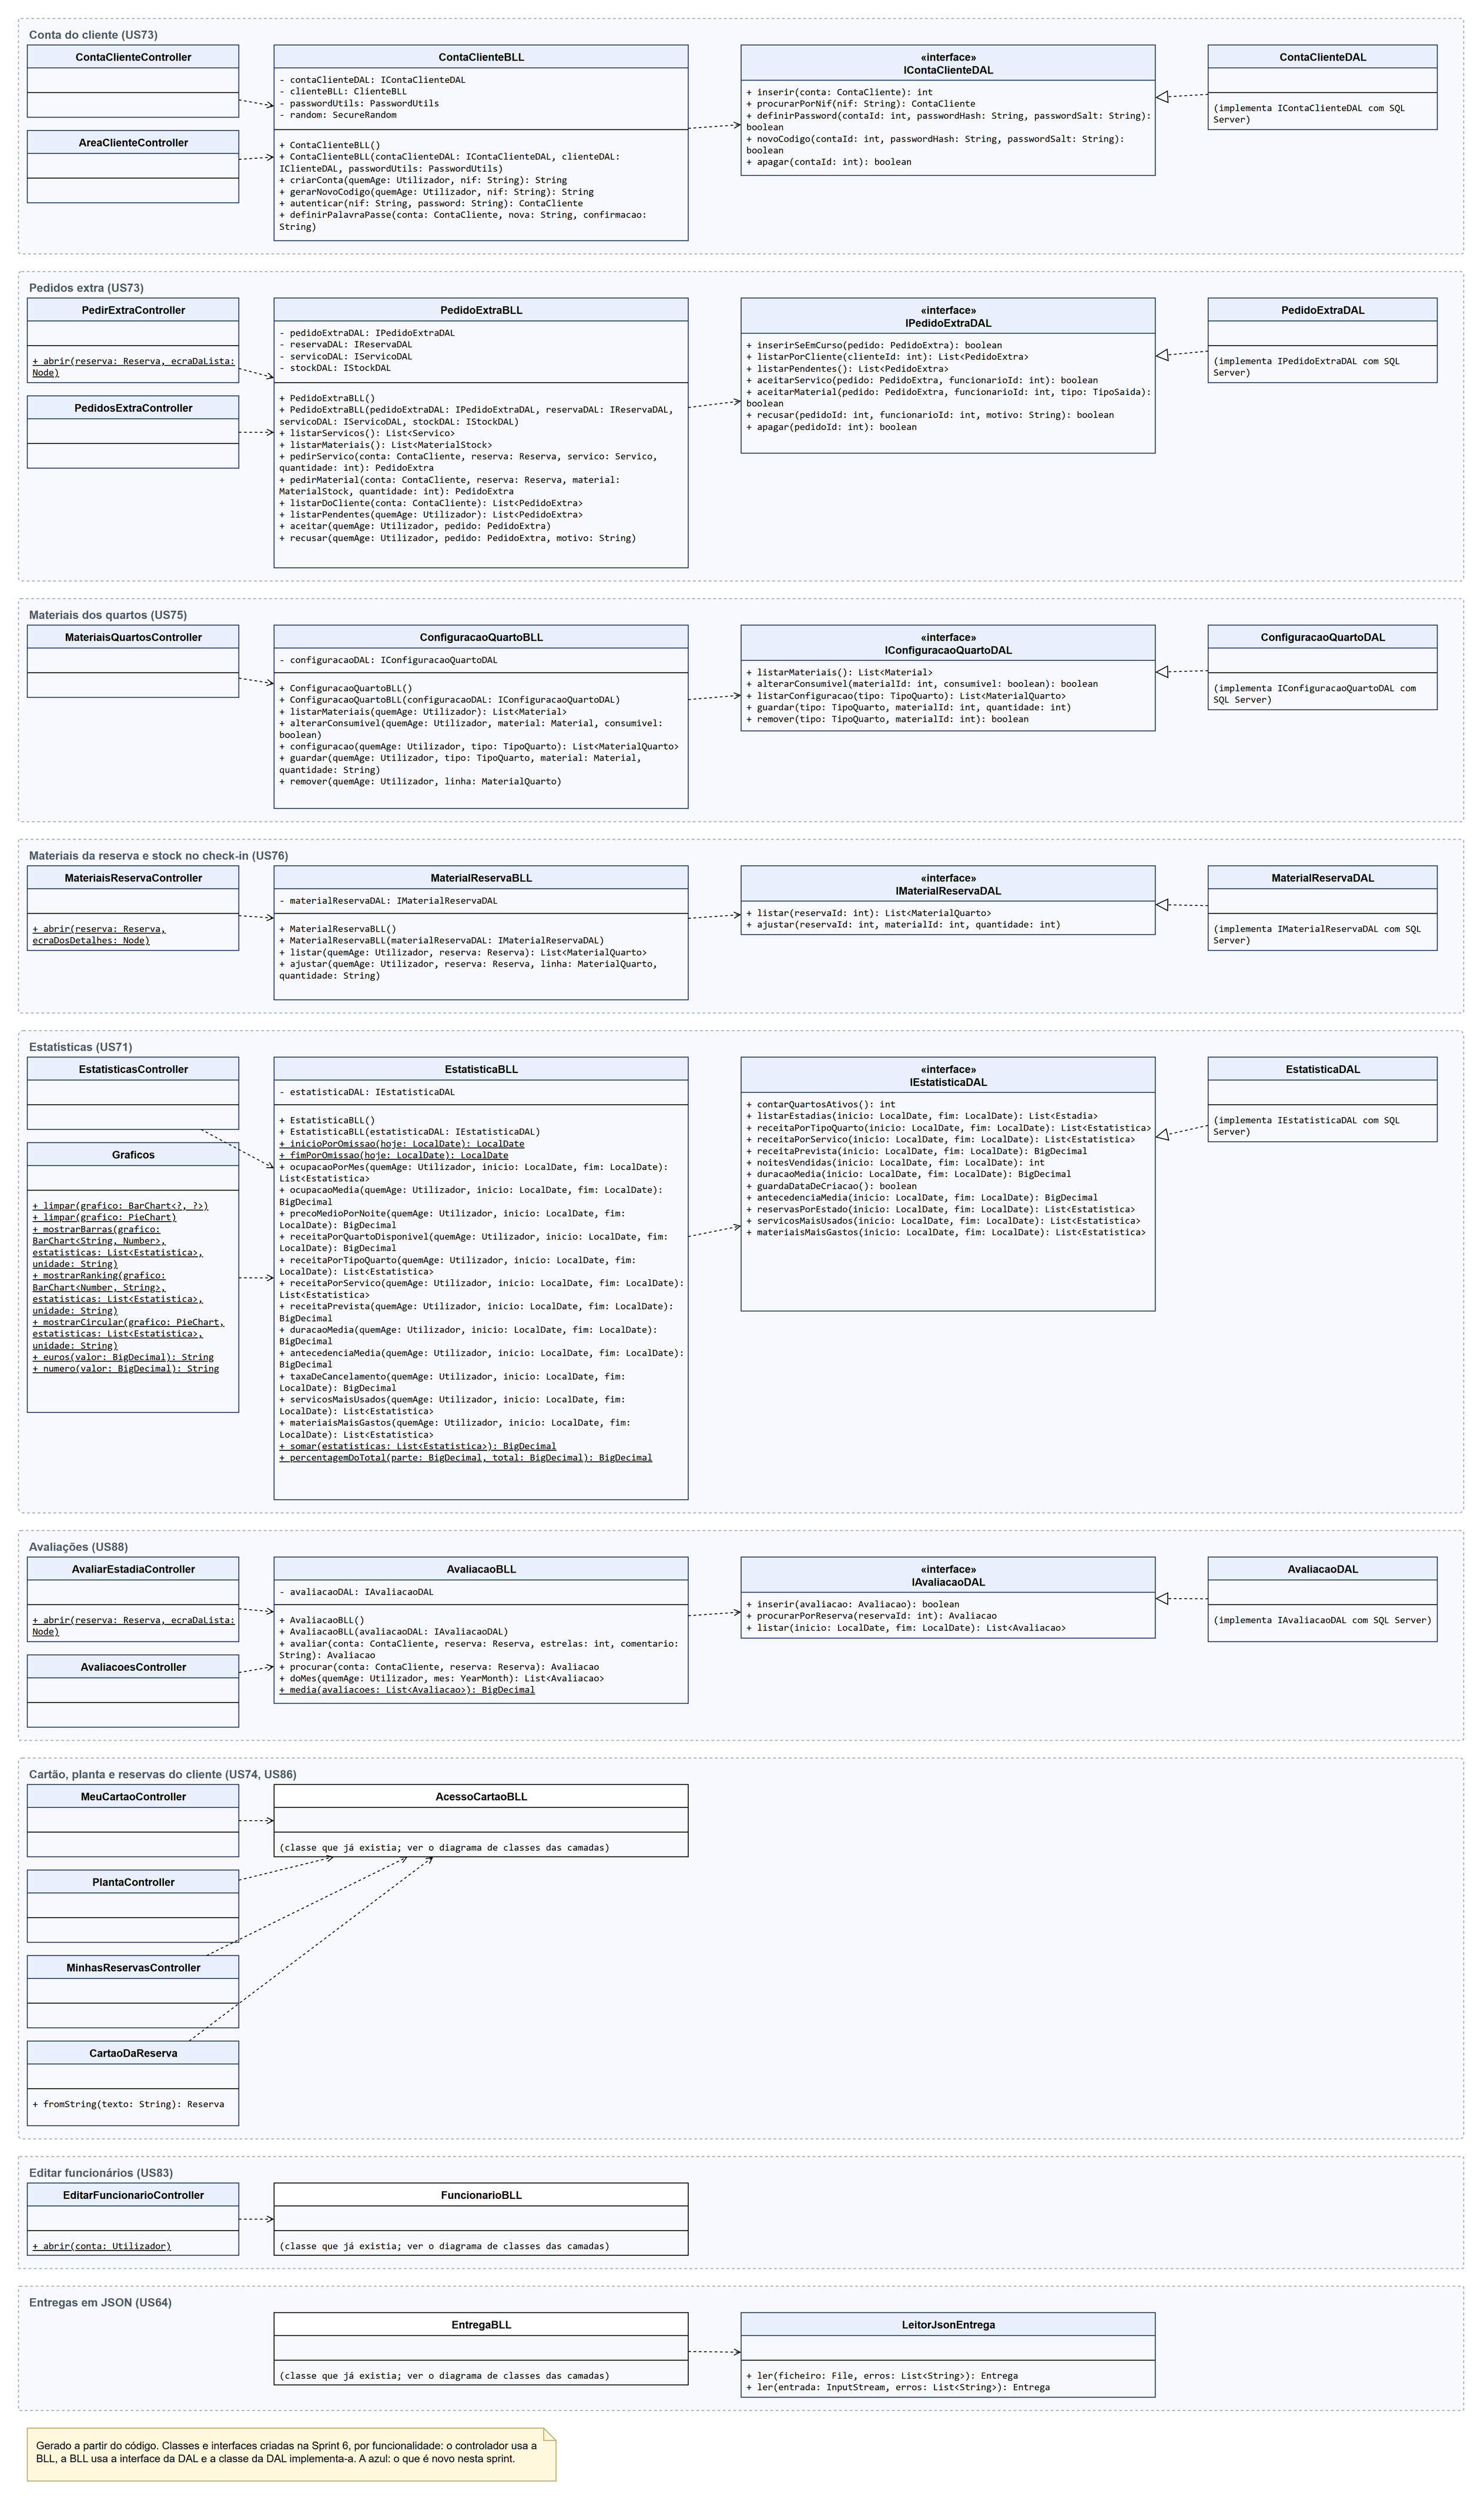 Conta do cliente (US73)
ContaClienteController
AreaClienteController
ContaClienteBLL
- contaClienteDAL: IContaClienteDAL
- clienteBLL: ClienteBLL
- passwordUtils: PasswordUtils
- random: SecureRandom
+ ContaClienteBLL()
+ ContaClienteBLL(contaClienteDAL: IContaClienteDAL, clienteDAL:
IClienteDAL, passwordUtils: PasswordUtils)
+ criarConta(quemAge: Utilizador, nif: String): String
+ gerarNovoCodigo(quemAge: Utilizador, nif: String): String
+ autenticar(nif: String, password: String): ContaCliente
+ definirPalavraPasse(conta: ContaCliente, nova: String, confirmacao:
String)
«interface»
IContaClienteDAL
+ inserir(conta: ContaCliente): int
+ procurarPorNif(nif: String): ContaCliente
+ definirPassword(contaId: int, passwordHash: String, passwordSalt: String):
boolean
+ novoCodigo(contaId: int, passwordHash: String, passwordSalt: String):
boolean
+ apagar(contaId: int): boolean
ContaClienteDAL
(implementa IContaClienteDAL com SQL
Server)
Pedidos extra (US73)
PedirExtraController
+ abrir(reserva: Reserva, ecraDaLista:
Node)
PedidosExtraController
PedidoExtraBLL
- pedidoExtraDAL: IPedidoExtraDAL
- reservaDAL: IReservaDAL
- servicoDAL: IServicoDAL
- stockDAL: IStockDAL
+ PedidoExtraBLL()
+ PedidoExtraBLL(pedidoExtraDAL: IPedidoExtraDAL, reservaDAL: IReservaDAL,
servicoDAL: IServicoDAL, stockDAL: IStockDAL)
+ listarServicos(): List<Servico>
+ listarMateriais(): List<MaterialStock>
+ pedirServico(conta: ContaCliente, reserva: Reserva, servico: Servico,
quantidade: int): PedidoExtra
+ pedirMaterial(conta: ContaCliente, reserva: Reserva, material:
MaterialStock, quantidade: int): PedidoExtra
+ listarDoCliente(conta: ContaCliente): List<PedidoExtra>
+ listarPendentes(quemAge: Utilizador): List<PedidoExtra>
+ aceitar(quemAge: Utilizador, pedido: PedidoExtra)
+ recusar(quemAge: Utilizador, pedido: PedidoExtra, motivo: String)
«interface»
IPedidoExtraDAL
+ inserirSeEmCurso(pedido: PedidoExtra): boolean
+ listarPorCliente(clienteId: int): List<PedidoExtra>
+ listarPendentes(): List<PedidoExtra>
+ aceitarServico(pedido: PedidoExtra, funcionarioId: int): boolean
+ aceitarMaterial(pedido: PedidoExtra, funcionarioId: int, tipo: TipoSaida):
boolean
+ recusar(pedidoId: int, funcionarioId: int, motivo: String): boolean
+ apagar(pedidoId: int): boolean
PedidoExtraDAL
(implementa IPedidoExtraDAL com SQL
Server)
Materiais dos quartos (US75)
MateriaisQuartosController
ConfiguracaoQuartoBLL
- configuracaoDAL: IConfiguracaoQuartoDAL
+ ConfiguracaoQuartoBLL()
+ ConfiguracaoQuartoBLL(configuracaoDAL: IConfiguracaoQuartoDAL)
+ listarMateriais(quemAge: Utilizador): List<Material>
+ alterarConsumivel(quemAge: Utilizador, material: Material, consumivel:
boolean)
+ configuracao(quemAge: Utilizador, tipo: TipoQuarto): List<MaterialQuarto>
+ guardar(quemAge: Utilizador, tipo: TipoQuarto, material: Material,
quantidade: String)
+ remover(quemAge: Utilizador, linha: MaterialQuarto)
«interface»
IConfiguracaoQuartoDAL
+ listarMateriais(): List<Material>
+ alterarConsumivel(materialId: int, consumivel: boolean): boolean
+ listarConfiguracao(tipo: TipoQuarto): List<MaterialQuarto>
+ guardar(tipo: TipoQuarto, materialId: int, quantidade: int)
+ remover(tipo: TipoQuarto, materialId: int): boolean
ConfiguracaoQuartoDAL
(implementa IConfiguracaoQuartoDAL com
SQL Server)
Materiais da reserva e stock no check-in (US76)
MateriaisReservaController
+ abrir(reserva: Reserva,
ecraDosDetalhes: Node)
MaterialReservaBLL
- materialReservaDAL: IMaterialReservaDAL
+ MaterialReservaBLL()
+ MaterialReservaBLL(materialReservaDAL: IMaterialReservaDAL)
+ listar(quemAge: Utilizador, reserva: Reserva): List<MaterialQuarto>
+ ajustar(quemAge: Utilizador, reserva: Reserva, linha: MaterialQuarto,
quantidade: String)
«interface»
IMaterialReservaDAL
+ listar(reservaId: int): List<MaterialQuarto>
+ ajustar(reservaId: int, materialId: int, quantidade: int)
MaterialReservaDAL
(implementa IMaterialReservaDAL com SQL
Server)
Estatísticas (US71)
EstatisticasController
Graficos
+ limpar(grafico: BarChart<?, ?>)
+ limpar(grafico: PieChart)
+ mostrarBarras(grafico:
BarChart<String, Number>,
estatisticas: List<Estatistica>,
unidade: String)
+ mostrarRanking(grafico:
BarChart<Number, String>,
estatisticas: List<Estatistica>,
unidade: String)
+ mostrarCircular(grafico: PieChart,
estatisticas: List<Estatistica>,
unidade: String)
+ euros(valor: BigDecimal): String
+ numero(valor: BigDecimal): String
EstatisticaBLL
- estatisticaDAL: IEstatisticaDAL
+ EstatisticaBLL()
+ EstatisticaBLL(estatisticaDAL: IEstatisticaDAL)
+ inicioPorOmissao(hoje: LocalDate): LocalDate
+ fimPorOmissao(hoje: LocalDate): LocalDate
+ ocupacaoPorMes(quemAge: Utilizador, inicio: LocalDate, fim: LocalDate):
List<Estatistica>
+ ocupacaoMedia(quemAge: Utilizador, inicio: LocalDate, fim: LocalDate):
BigDecimal
+ precoMedioPorNoite(quemAge: Utilizador, inicio: LocalDate, fim:
LocalDate): BigDecimal
+ receitaPorQuartoDisponivel(quemAge: Utilizador, inicio: LocalDate, fim:
LocalDate): BigDecimal
+ receitaPorTipoQuarto(quemAge: Utilizador, inicio: LocalDate, fim:
LocalDate): List<Estatistica>
+ receitaPorServico(quemAge: Utilizador, inicio: LocalDate, fim: LocalDate):
List<Estatistica>
+ receitaPrevista(quemAge: Utilizador, inicio: LocalDate, fim: LocalDate):
BigDecimal
+ duracaoMedia(quemAge: Utilizador, inicio: LocalDate, fim: LocalDate):
BigDecimal
+ antecedenciaMedia(quemAge: Utilizador, inicio: LocalDate, fim: LocalDate):
BigDecimal
+ taxaDeCancelamento(quemAge: Utilizador, inicio: LocalDate, fim:
LocalDate): BigDecimal
+ servicosMaisUsados(quemAge: Utilizador, inicio: LocalDate, fim:
LocalDate): List<Estatistica>
+ materiaisMaisGastos(quemAge: Utilizador, inicio: LocalDate, fim:
LocalDate): List<Estatistica>
+ somar(estatisticas: List<Estatistica>): BigDecimal
+ percentagemDoTotal(parte: BigDecimal, total: BigDecimal): BigDecimal
«interface»
IEstatisticaDAL
+ contarQuartosAtivos(): int
+ listarEstadias(inicio: LocalDate, fim: LocalDate): List<Estadia>
+ receitaPorTipoQuarto(inicio: LocalDate, fim: LocalDate): List<Estatistica>
+ receitaPorServico(inicio: LocalDate, fim: LocalDate): List<Estatistica>
+ receitaPrevista(inicio: LocalDate, fim: LocalDate): BigDecimal
+ noitesVendidas(inicio: LocalDate, fim: LocalDate): int
+ duracaoMedia(inicio: LocalDate, fim: LocalDate): BigDecimal
+ guardaDataDeCriacao(): boolean
+ antecedenciaMedia(inicio: LocalDate, fim: LocalDate): BigDecimal
+ reservasPorEstado(inicio: LocalDate, fim: LocalDate): List<Estatistica>
+ servicosMaisUsados(inicio: LocalDate, fim: LocalDate): List<Estatistica>
+ materiaisMaisGastos(inicio: LocalDate, fim: LocalDate): List<Estatistica>
EstatisticaDAL
(implementa IEstatisticaDAL com SQL
Server)
Avaliações (US88)
AvaliarEstadiaController
+ abrir(reserva: Reserva, ecraDaLista:
Node)
AvaliacoesController
AvaliacaoBLL
- avaliacaoDAL: IAvaliacaoDAL
+ AvaliacaoBLL()
+ AvaliacaoBLL(avaliacaoDAL: IAvaliacaoDAL)
+ avaliar(conta: ContaCliente, reserva: Reserva, estrelas: int, comentario:
String): Avaliacao
+ procurar(conta: ContaCliente, reserva: Reserva): Avaliacao
+ doMes(quemAge: Utilizador, mes: YearMonth): List<Avaliacao>
+ media(avaliacoes: List<Avaliacao>): BigDecimal
«interface»
IAvaliacaoDAL
+ inserir(avaliacao: Avaliacao): boolean
+ procurarPorReserva(reservaId: int): Avaliacao
+ listar(inicio: LocalDate, fim: LocalDate): List<Avaliacao>
AvaliacaoDAL
(implementa IAvaliacaoDAL com SQL Server)
Cartão, planta e reservas do cliente (US74, US86)
MeuCartaoController
PlantaController
MinhasReservasController
CartaoDaReserva
+ fromString(texto: String): Reserva
AcessoCartaoBLL
(classe que já existia; ver o diagrama de classes das camadas)
Editar funcionários (US83)
EditarFuncionarioController
+ abrir(conta: Utilizador)
FuncionarioBLL
(classe que já existia; ver o diagrama de classes das camadas)
Entregas em JSON (US64)
EntregaBLL
(classe que já existia; ver o diagrama de classes das camadas)
LeitorJsonEntrega
+ ler(ficheiro: File, erros: List<String>): Entrega
+ ler(entrada: InputStream, erros: List<String>): Entrega
Gerado a partir do código. Classes e interfaces criadas na Sprint 6, por funcionalidade: o controlador usa a
BLL, a BLL usa a interface da DAL e a classe da DAL implementa-a. A azul: o que é novo nesta sprint.